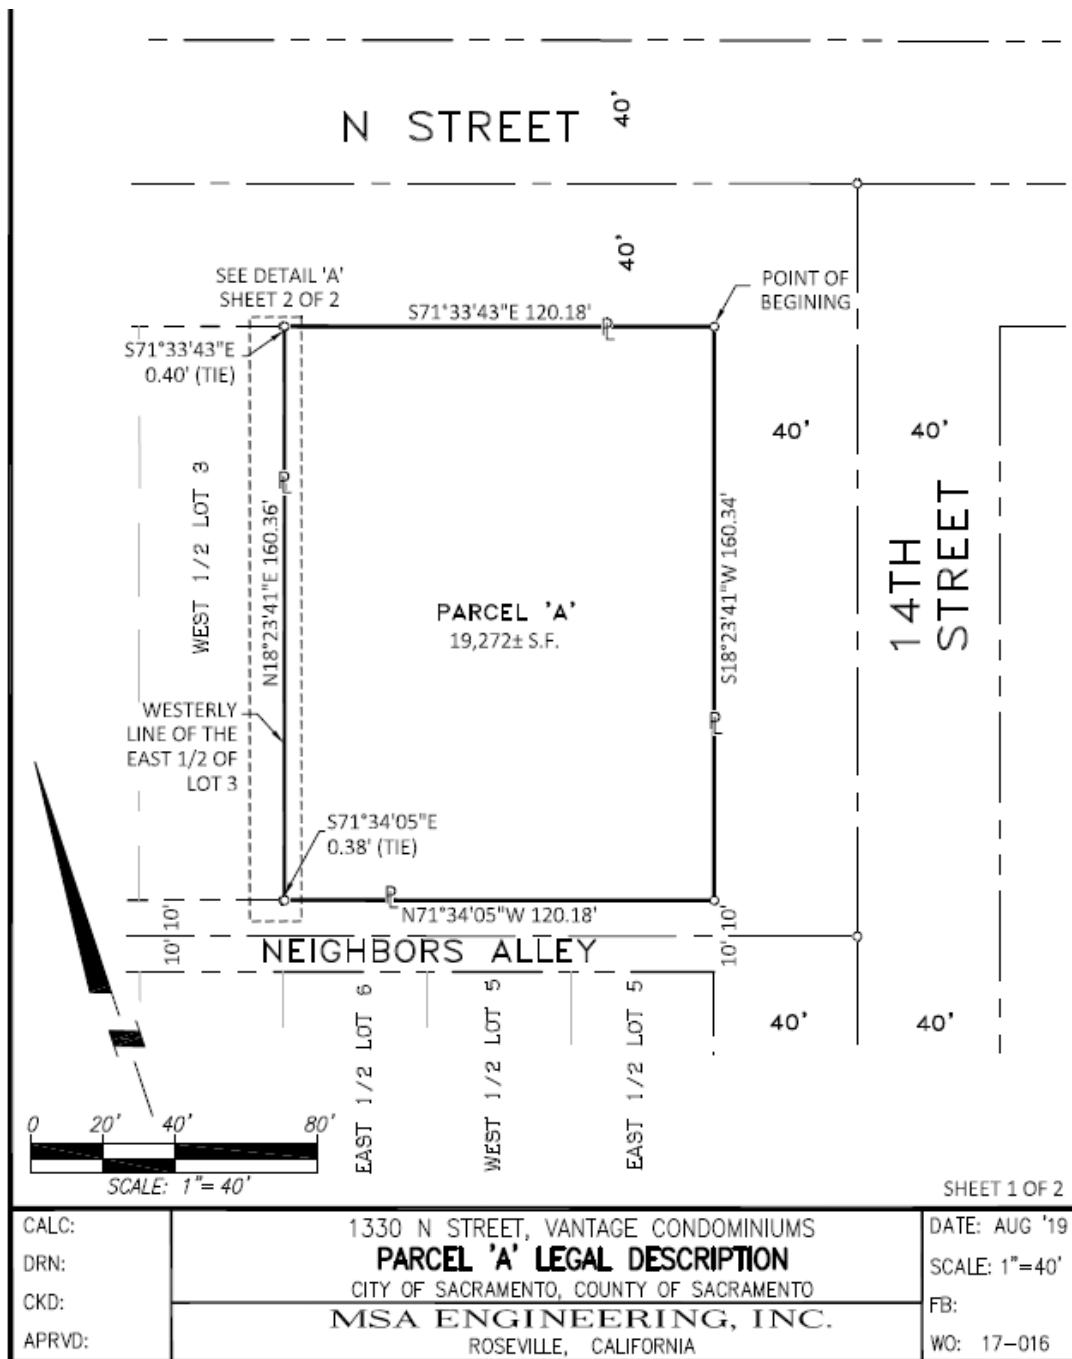 N STREET
40'
40'
SEE DETAIL 'A'
SHEET 2 OF 2
POINT OF
BEGINING
S71°33'43"E 120.18'
PL
S71°33'43"E
0.40' (TIE)
40'
40'
WEST 1/2 LOT 3
PL
N18°23'41"E 160.36'
PARCEL 'A'
19,272± S.F.
S18°23'41"W 160.34'
14TH
STREET
WESTERLY
LINE OF THE
EAST 1/2 OF
LOT 3
PL
S71°34'05"E
0.38' (TIE)
PL
N71°34'05"W 120.18'
10' 10'
10' 10'
NEIGHBORS ALLEY
EAST 1/2 LOT 6
WEST 1/2 LOT 5
EAST 1/2 LOT 5
40'
40'
0 20' 40' 80'
SCALE: 1"= 40'
SHEET 1 OF 2
CALC:
DRN:
CKD:
APRVD:
1330 N STREET, VANTAGE CONDOMINIUMS
PARCEL 'A' LEGAL DESCRIPTION
CITY OF SACRAMENTO, COUNTY OF SACRAMENTO
MSA ENGINEERING, INC.
ROSEVILLE, CALIFORNIA
DATE: AUG '19
SCALE: 1"=40'
FB:
WO: 17-016